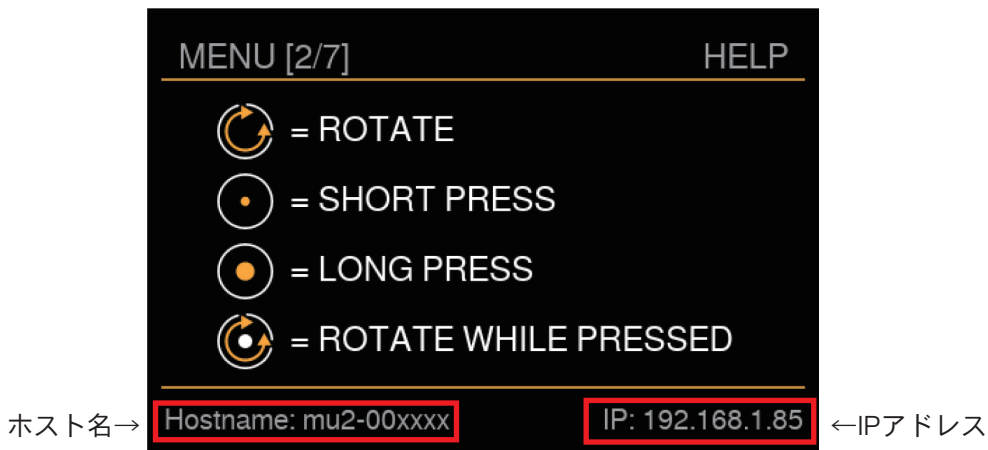 MENU [2/7] HELP
= ROTATE
= SHORT PRESS
= LONG PRESS
= ROTATE WHILE PRESSED
ホスト名→ Hostname: mu2-00xxxx IP: 192.168.1.85 ←IPアドレス